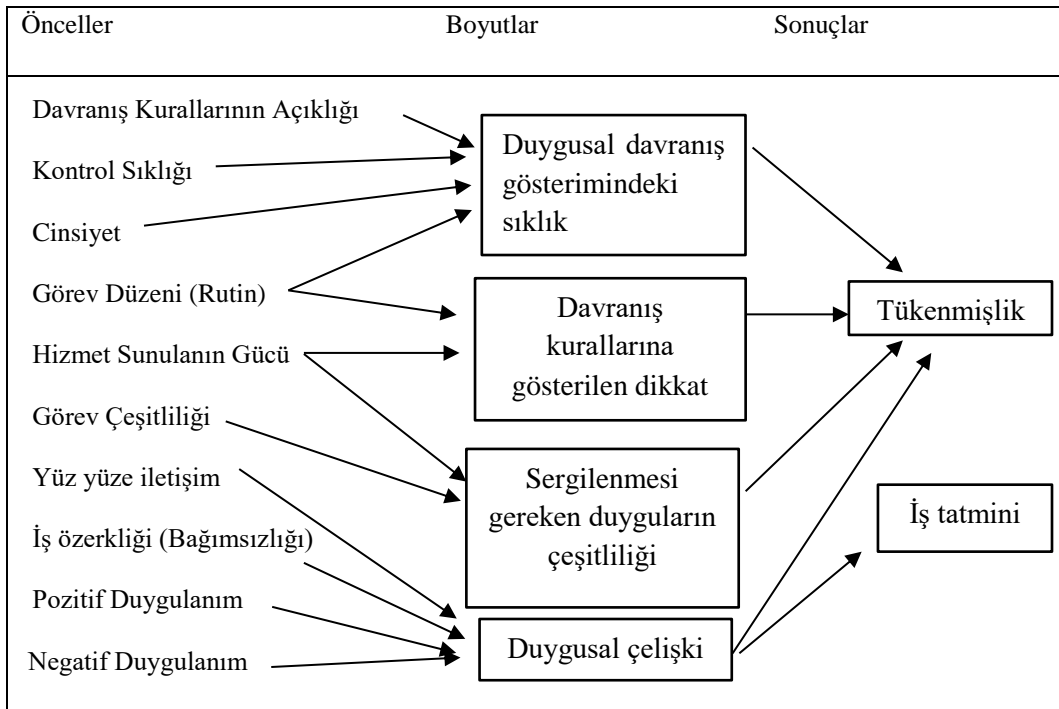 Önceller Boyutlar Sonuçlar
Davranış Kurallarının Açıklığı
Kontrol Sıklığı
Cinsiyet
Görev Düzeni (Rutin)
Hizmet Sunulanın Gücü
Görev Çeşitliliği
Yüz yüze iletişim
İş özerkliği (Bağımsızlığı)
Pozitif Duygulanım
Negatif Duygulanım
Duygusal davranış
gösterimindeki
sıklık
Davranış
kurallarına
gösterilen dikkat
Sergilenmesi
gereken duyguların
çeşitliliği
Duygusal çelişki
Tükenmişlik
İş tatmini